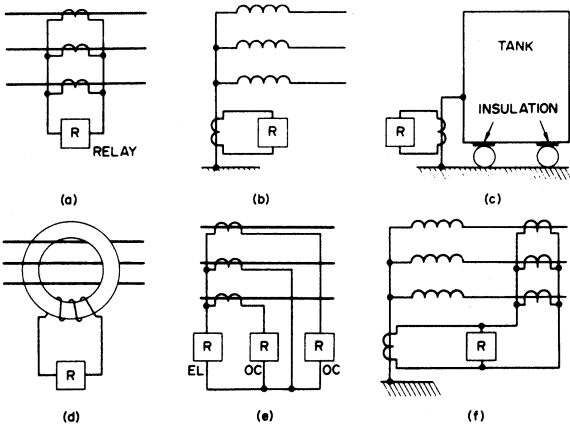 R
RELAY
(a)
R
(b)
TANK
INSULATION
R
(c)
R
(d)
R
EL
R
OC
R
OC
(e)
R
(f)